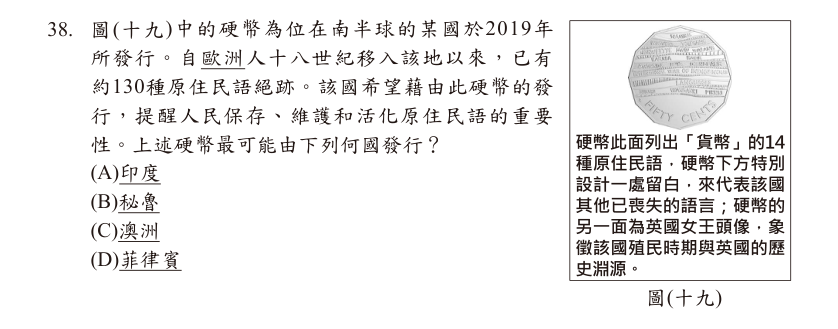 38. 圖(十九)中的硬幣為位在南半球的某國於2019年
所發行。自歐洲人十八世紀移入該地以來，已有
約130種原住民語絕跡。該國希望藉由此硬幣的發
行，提醒人民保存、維護和活化原住民語的重要
性。上述硬幣最可能由下列何國發行？
(A)印度
(B)秘魯
(C)澳洲
(D)菲律賓
FIFTY CENTS
硬幣此面列出「貨幣」的14
種原住民語，硬幣下方特別
設計一處留白，來代表該國
其他已喪失的語言；硬幣的
另一面為英國女王頭像，象
徵該國殖民時期與英國的歷
史淵源。
圖(十九)